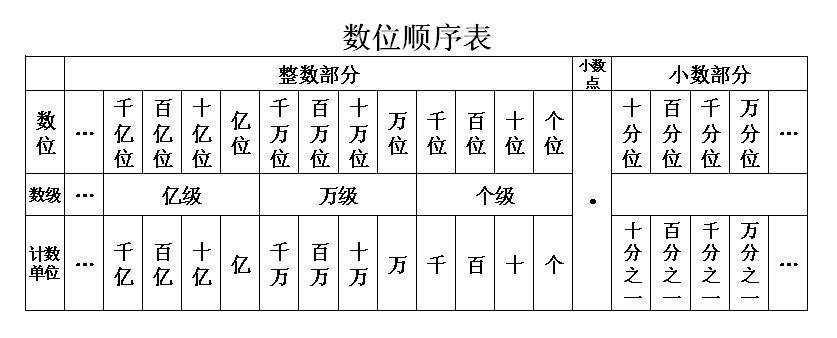 数位顺序表
整数部分 小数点 小数部分
数位 … 千亿位 百亿位 十亿位 亿位 千万位 百万位 十万位 万位 千位 百位 十位 个位 . 十分位 百分位 千分位 万分位 …
数级 … 亿级 万级 个级
计数单位 … 千亿 百亿 十亿 亿 千万 百万 十万 万 千 百 十 个 十分之一 百分之一 千分之一 万分之一 …